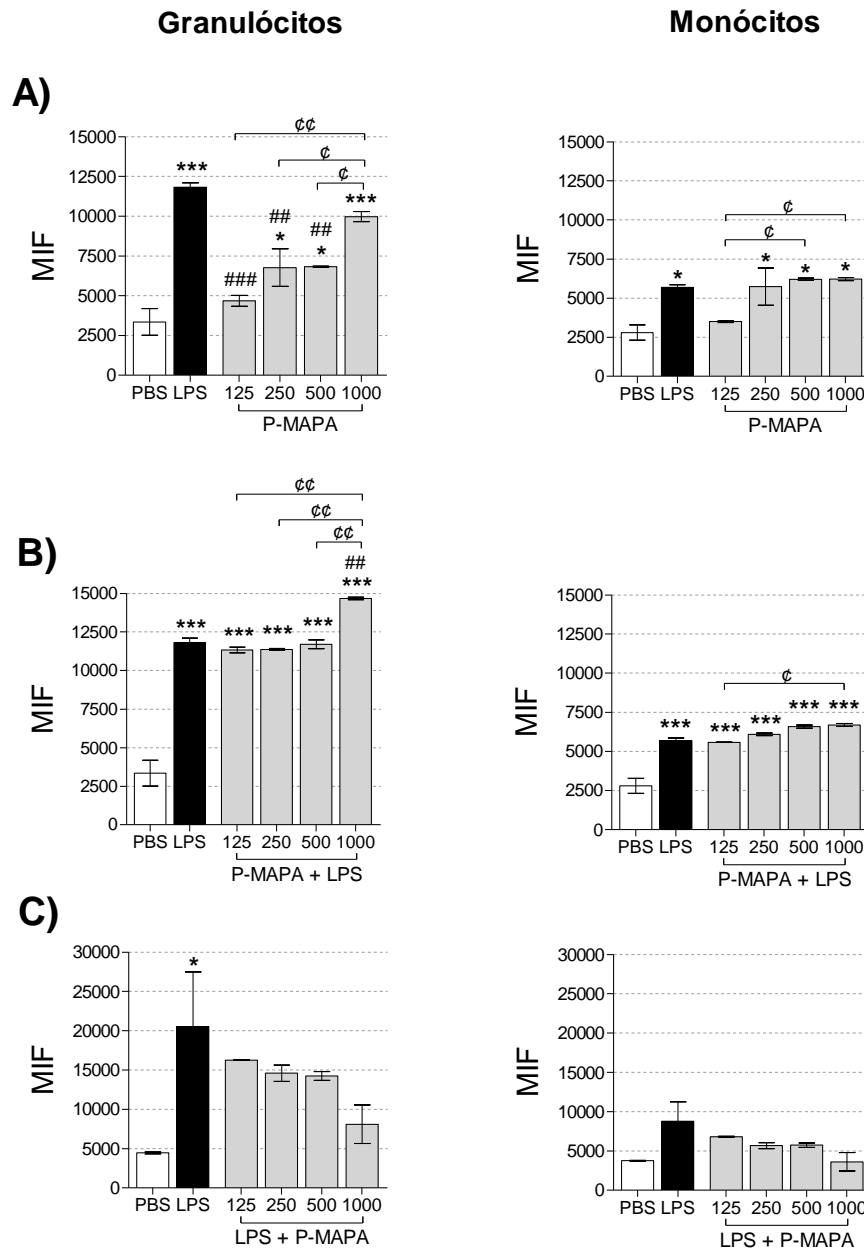 Granulócitos
Monócitos
A)
15000
12500
10000
7500
5000
2500
0
MIF
***
###
##
*
##
*
***
¢¢
¢
¢
PBS LPS 125 250 500 1000
P-MAPA
15000
12500
10000
7500
5000
2500
0
MIF
*
*
*
*
¢
¢
PBS LPS 125 250 500 1000
P-MAPA
B)
¢¢
¢¢
¢¢
##
15000
12500
10000
7500
5000
2500
0
MIF
*** *** *** *** ***
PBS LPS 125 250 500 1000
P-MAPA + LPS
15000
12500
10000
7500
5000
2500
0
MIF
¢
*** *** *** *** ***
PBS LPS 125 250 500 1000
P-MAPA + LPS
C)
30000
25000
20000
15000
10000
5000
0
MIF
*
PBS LPS 125 250 500 1000
LPS + P-MAPA
30000
25000
20000
15000
10000
5000
0
MIF
PBS LPS 125 250 500 1000
LPS + P-MAPA